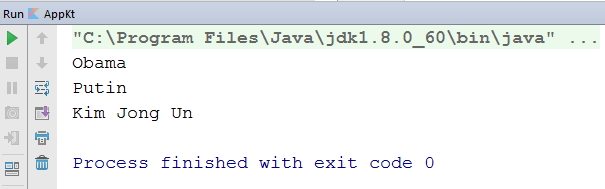 Run AppKt
"C:\Program Files\Java\jdk1.8.0_60\bin\java" ...
Obama
Putin
Kim Jong Un
Process finished with exit code 0